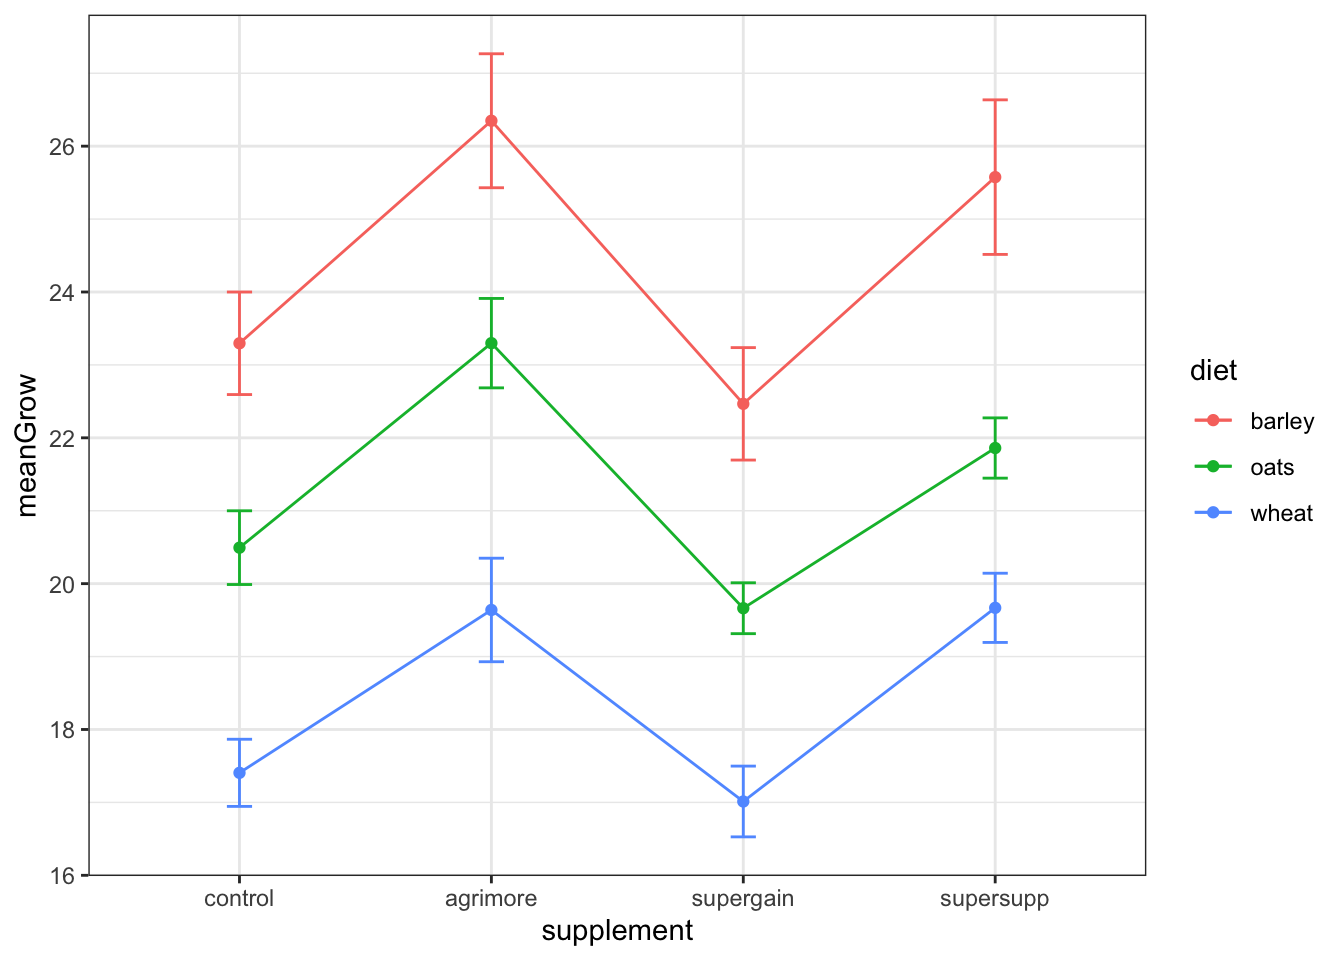 26
24
22
20
18
16
meanGrow
control agrimore supergain supersupp
supplement
diet
barley
oats
wheat